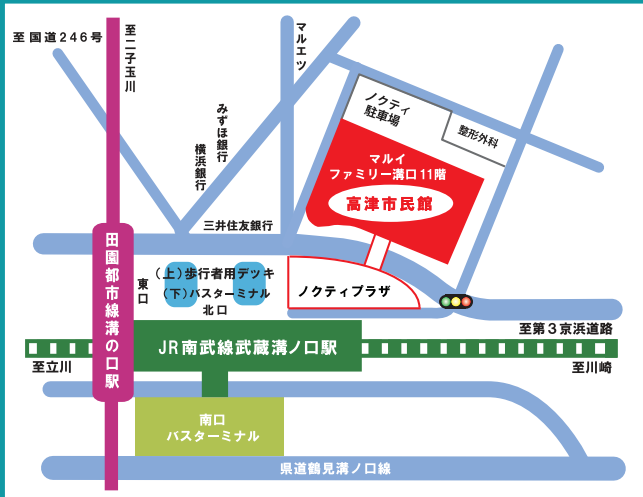 至国道246号
至二子玉川
マルエツ
みずほ銀行
横浜銀行
ノクティ
駐車場
整形外科
マルイ
ファミリー溝口11階
高津市民館
三井住友銀行
田園都市線溝の口駅
東口
(上)歩行者用デッキ
(下)バスターミナル
北口
ノクティプラザ
至第3京浜道路
JR南武線武蔵溝ノ口駅
至立川
至川崎
南口
バスターミナル
県道鶴見溝ノ口線